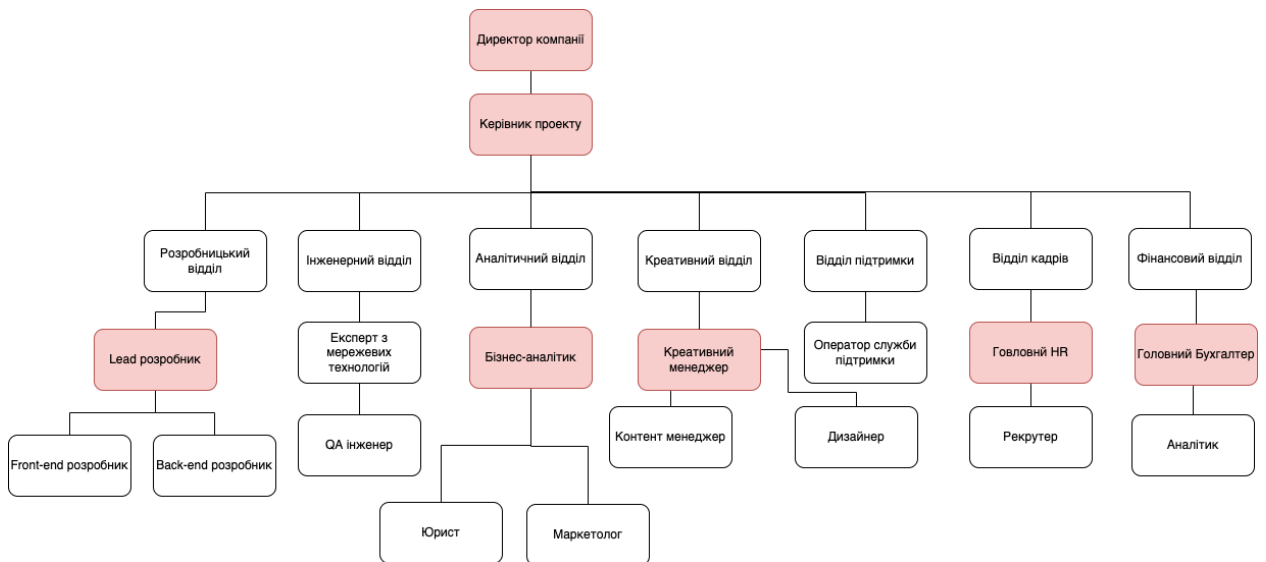 Директор компанії
Керівник проекту
Розробницький
відділ
Інженерний відділ
Аналітичний відділ
Креативний відділ
Відділ підтримки
Відділ кадрів
Фінансовий відділ
Lead розробник
Експерт з
мережевих
технологій
Бізнес-аналітик
Креативний
менеджер
Оператор служби
підтримки
Говловнй HR
Головний Бухгалтер
Front-end розробник
Back-end розробник
QA інженер
Контент менеджер
Дизайнер
Рекрутер
Аналітик
Юрист
Маркетолог